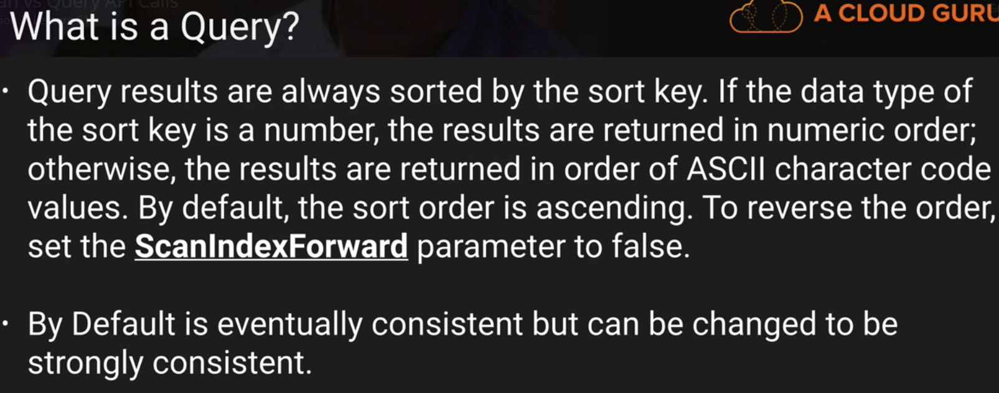 an vs Query API Calls
What is a Query?
A CLOUD GURU
• Query results are always sorted by the sort key. If the data type of
the sort key is a number, the results are returned in numeric order;
otherwise, the results are returned in order of ASCII character code
values. By default, the sort order is ascending. To reverse the order,
set the ScanIndexForward parameter to false.
• By Default is eventually consistent but can be changed to be
strongly consistent.